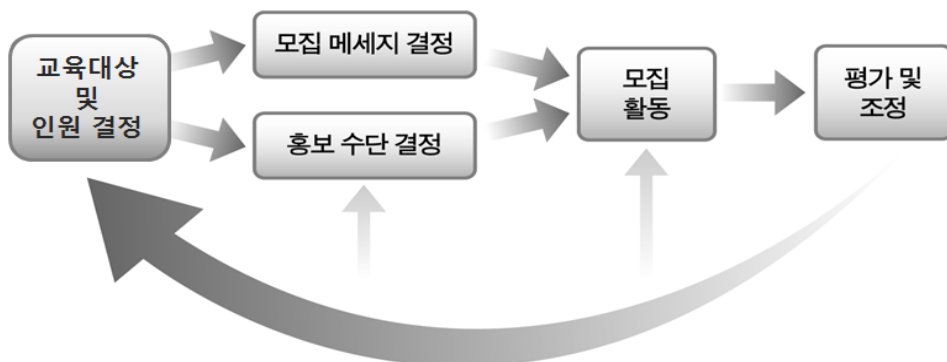 교육대상
및
인원 결정
모집 메세지 결정
홍보 수단 결정
모집
활동
평가 및
조정